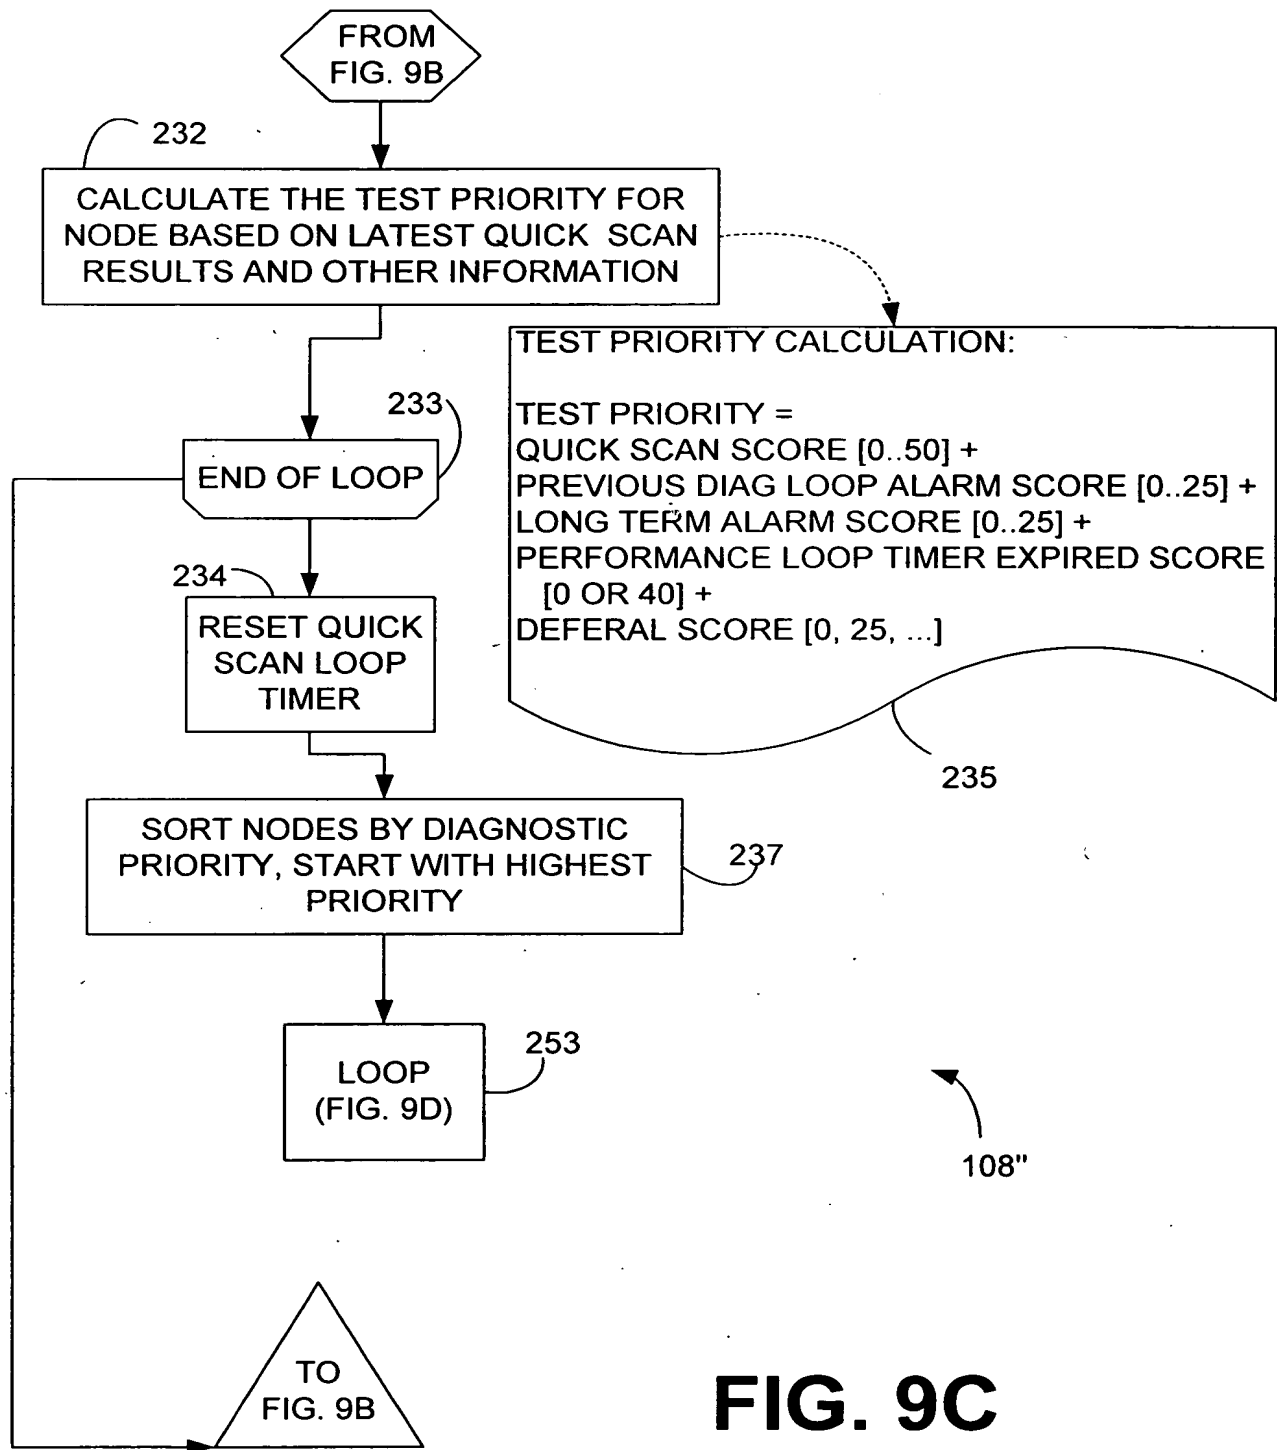 FROM
FIG. 9B
232
CALCULATE THE TEST PRIORITY FOR
NODE BASED ON LATEST QUICK SCAN
RESULTS AND OTHER INFORMATION
TEST PRIORITY CALCULATION:
TEST PRIORITY =
QUICK SCAN SCORE [0..50] +
PREVIOUS DIAG LOOP ALARM SCORE [0..25] +
LONG TERM ALARM SCORE [0..25] +
PERFORMANCE LOOP TIMER EXPIRED SCORE
[0 OR 40] +
DEFERAL SCORE [0, 25, ...]
235
233
END OF LOOP
234
RESET QUICK
SCAN LOOP
TIMER
SORT NODES BY DIAGNOSTIC
PRIORITY, START WITH HIGHEST
PRIORITY
237
LOOP
(FIG. 9D)
253
108"
TO
FIG. 9B
FIG. 9C